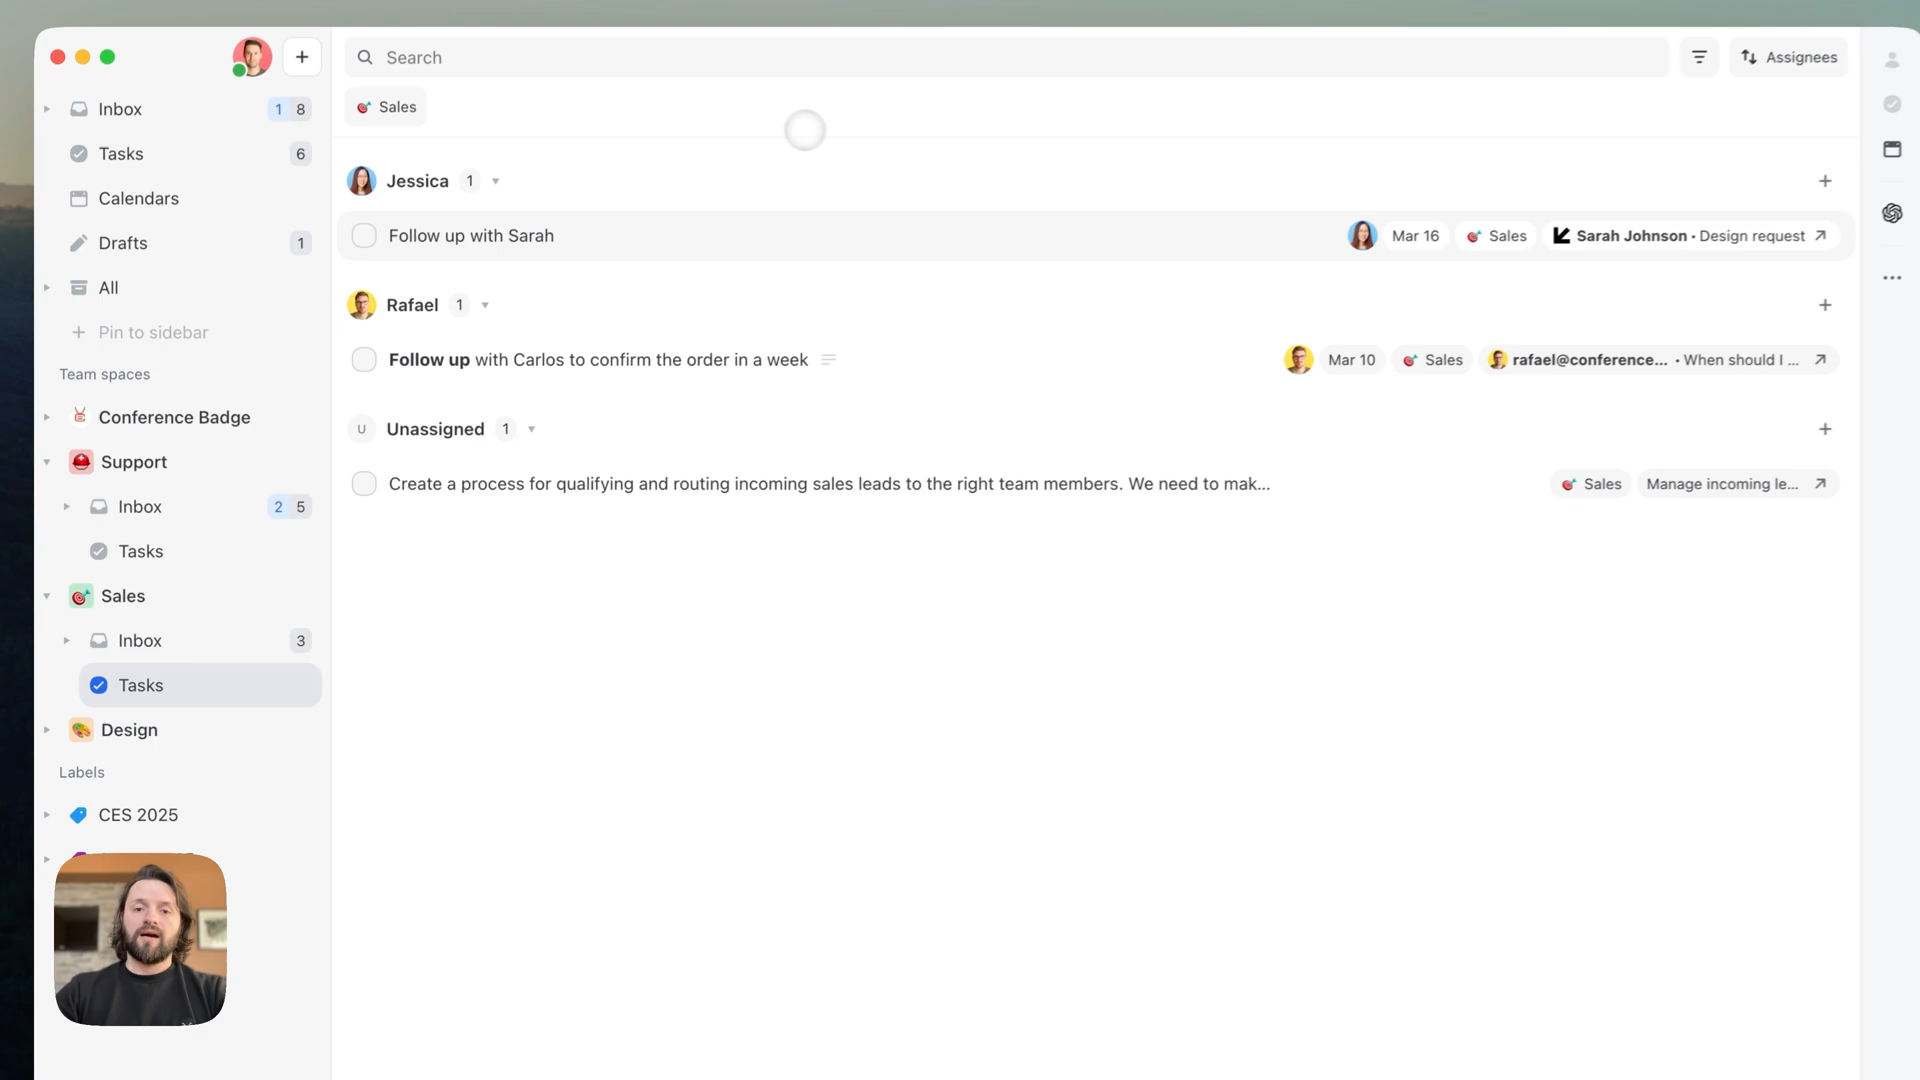 Inbox 1 8
Tasks 6
Calendars
Drafts 1
All
Pin to sidebar
Team spaces
Conference Badge
Support
Inbox 2 5
Tasks
Sales
Inbox 3
Tasks
Design
Labels
CES 2025
Search
Assignees
Sales
Jessica 1
Follow up with Sarah Mar 16 Sales Sarah Johnson • Design request
Rafael 1
Follow up with Carlos to confirm the order in a week Mar 10 Sales rafael@conference... • When should I ...
U Unassigned 1
Create a process for qualifying and routing incoming sales leads to the right team members. We need to mak... Sales Manage incoming le...